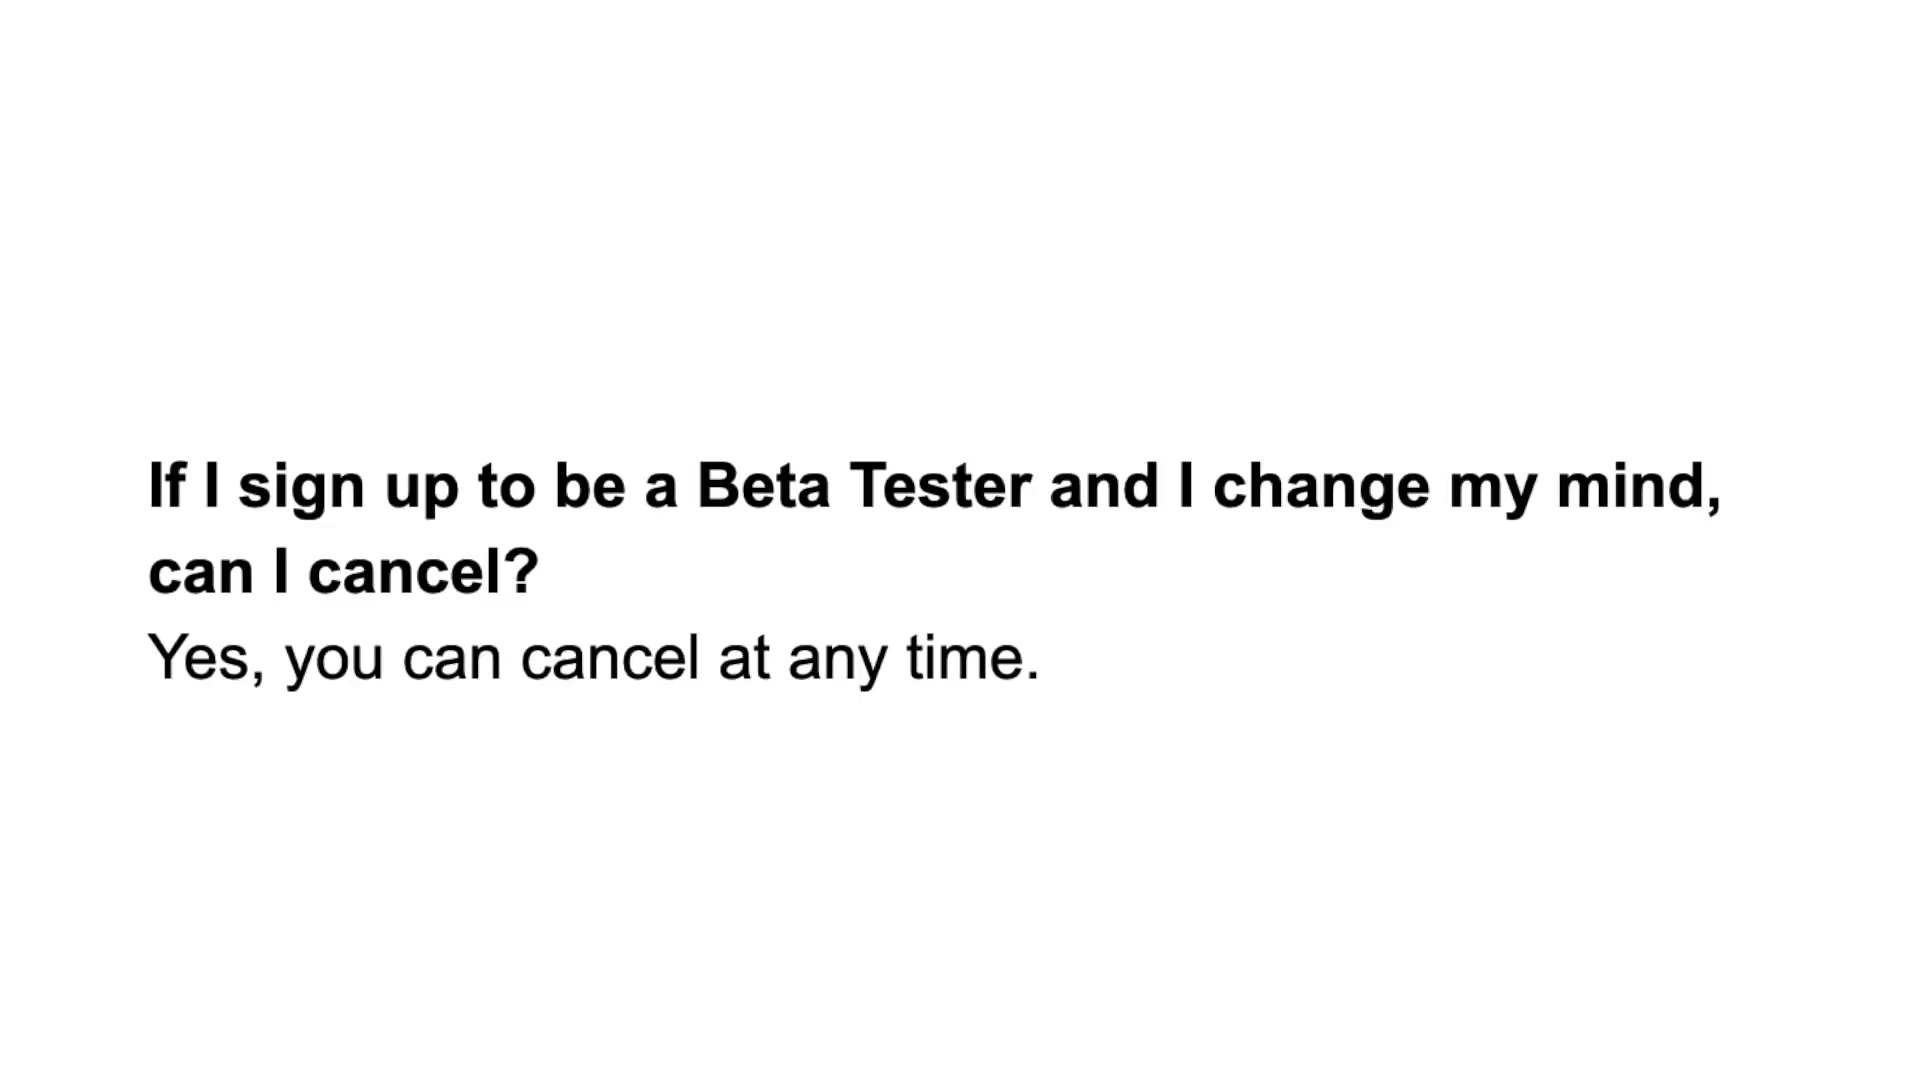 If I sign up to be a Beta Tester and I change my mind,
can I cancel?
Yes, you can cancel at any time.